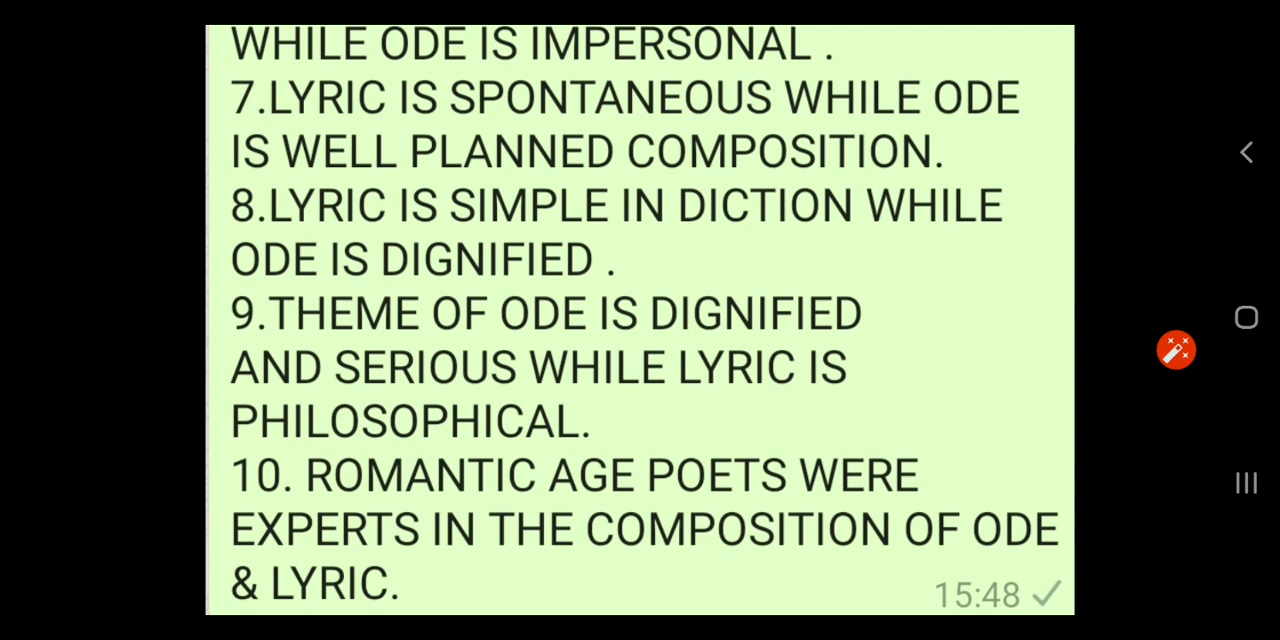 WHILE ODE IS IMPERSONAL .
7.LYRIC IS SPONTANEOUS WHILE ODE
IS WELL PLANNED COMPOSITION.
8.LYRIC IS SIMPLE IN DICTION WHILE
ODE IS DIGNIFIED .
9.THEME OF ODE IS DIGNIFIED
AND SERIOUS WHILE LYRIC IS
PHILOSOPHICAL.
10. ROMANTIC AGE POETS WERE
EXPERTS IN THE COMPOSITION OF ODE
& LYRIC.
15:48